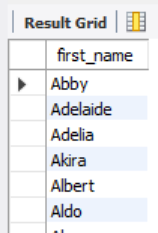 Result Grid
first_name
Abby
Adelaide
Adelia
Akira
Albert
Aldo